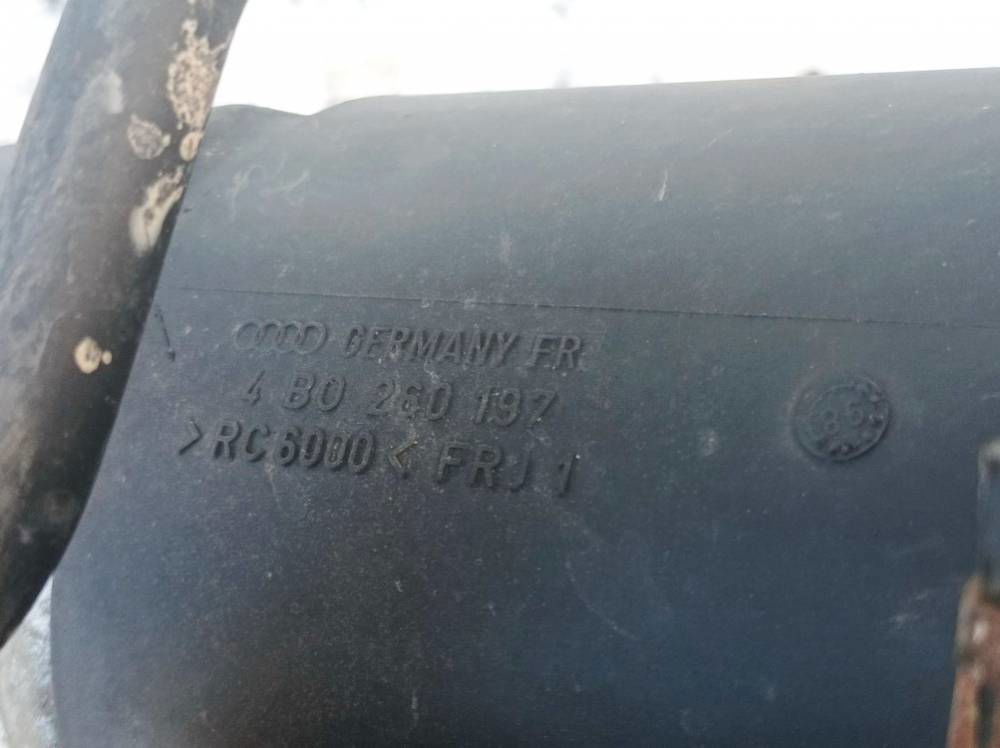 GERMANY FR
4 B0 260 197
>RC6000< FRJ 1